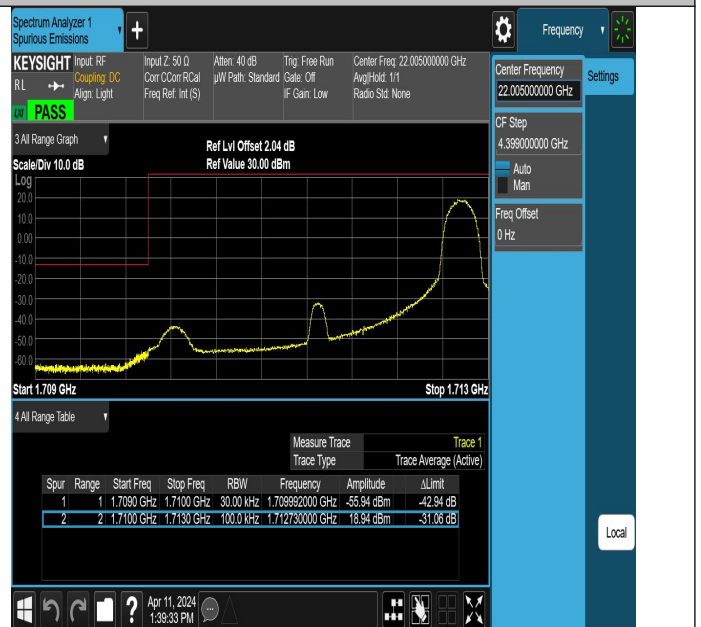 Spectrum Analyzer 1
Spurious Emissions
Frequency
KEYSIGHT Input: RF Input Z: 50 Ω Atten: 40 dB Trig: Free Run Center Freq: 22.005000000 GHz
RL Coupling: DC Corr CCorr RCal µW Path: Standard Gate: Off Avg|Hold: 1/1
Align: Light Freq Ref: Int (S) IF Gain: Low Radio Std: None
LXI PASS
Center Frequency
22.005000000 GHz
Settings
CF Step
4.399000000 GHz
Auto
Man
Freq Offset
0 Hz
3 All Range Graph
Ref Lvl Offset 2.04 dB
Scale/Div 10.0 dB Ref Value 30.00 dBm
Log
20.0
10.0
0.00
-10.0
-20.0
-30.0
-40.0
-50.0
-60.0
Start 1.709 GHz Stop 1.713 GHz
4 All Range Table
Measure Trace Trace 1
Trace Type Trace Average (Active)
Spur Range Start Freq Stop Freq RBW Frequency Amplitude ΔLimit
1 1 1.7090 GHz 1.7100 GHz 30.00 kHz 1.709992000 GHz -55.94 dBm -42.94 dB
2 2 1.7100 GHz 1.7130 GHz 100.0 kHz 1.712730000 GHz 18.94 dBm -31.06 dB
Local
? Apr 11, 2024
1:39:33 PM